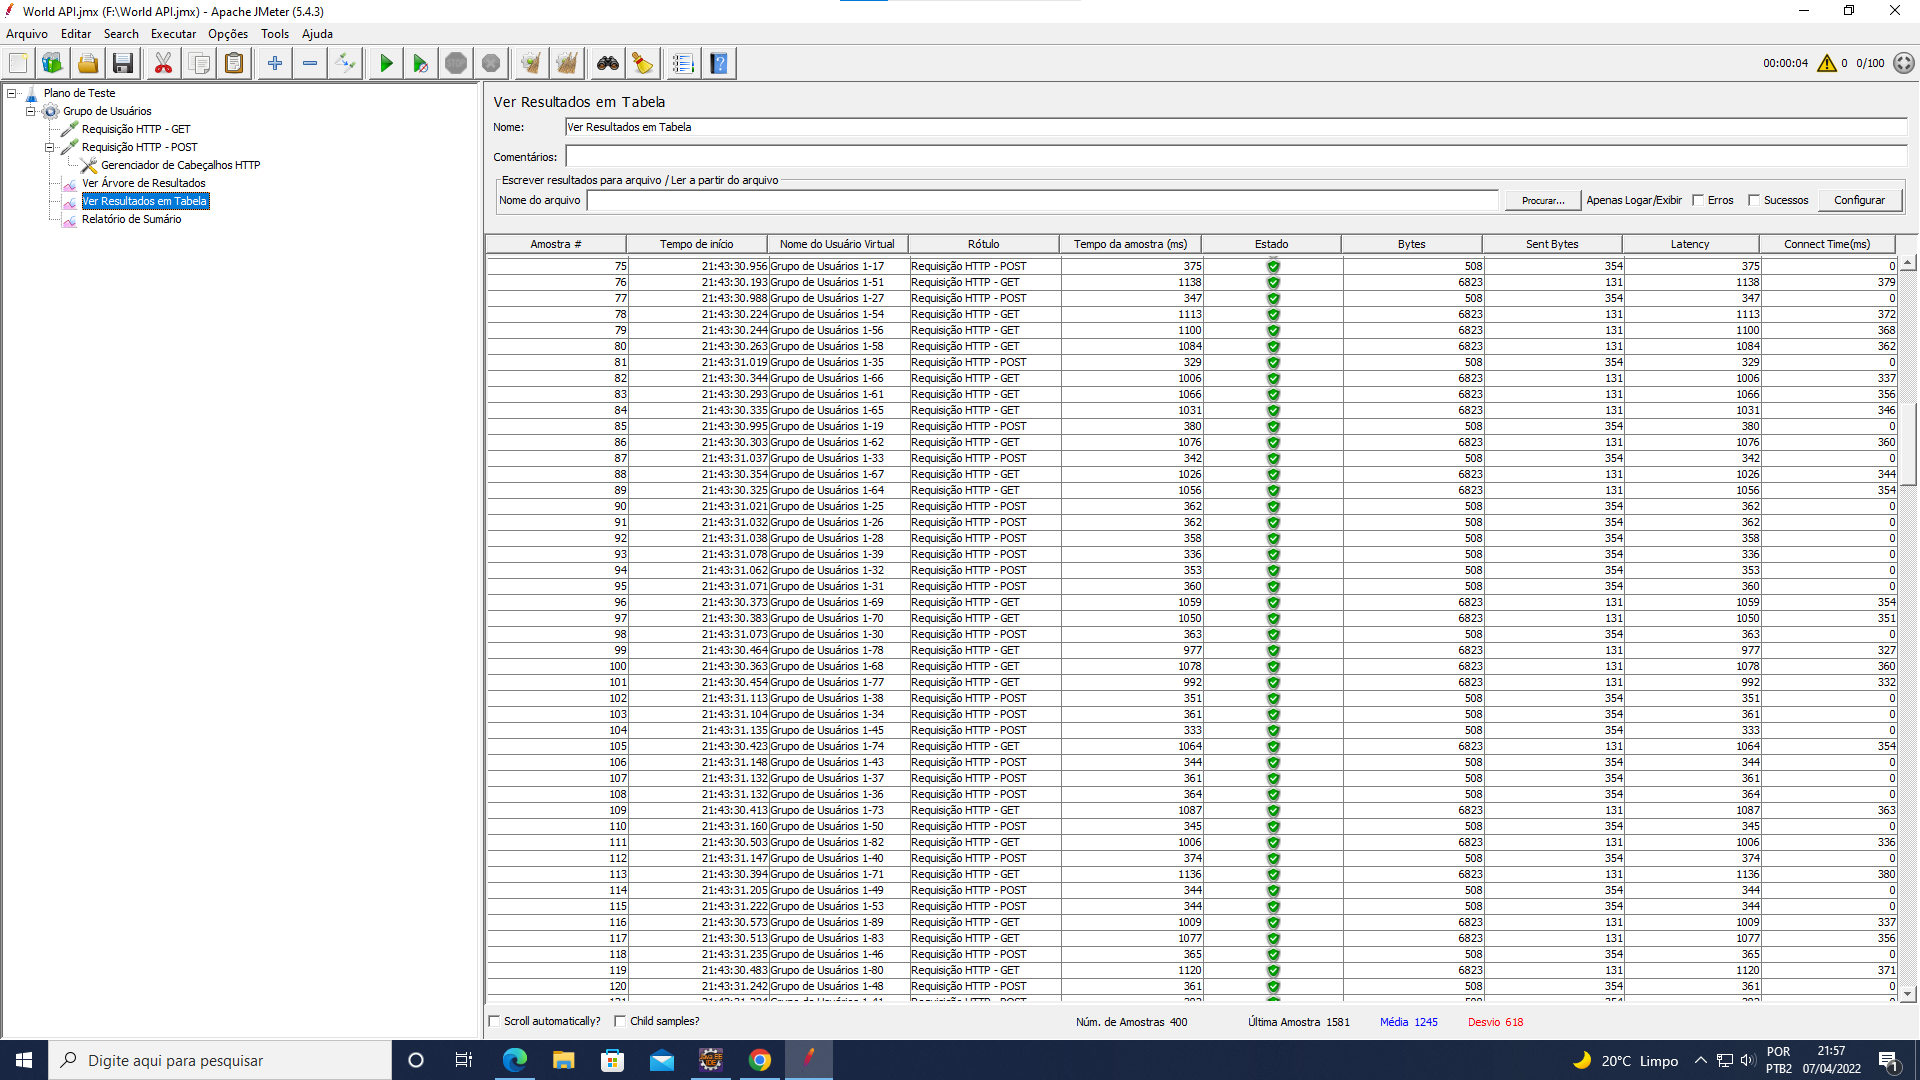 World API.jmx (F:\World API.jmx) - Apache JMeter (5.4.3)
Arquivo Editar Search Executar Opções Tools Ajuda
00:00:04 0 0/100
Plano de Teste
Grupo de Usuários
Requisição HTTP - GET
Requisição HTTP - POST
Gerenciador de Cabeçalhos HTTP
Ver Árvore de Resultados
Ver Resultados em Tabela
Relatório de Sumário
Ver Resultados em Tabela
Nome: Ver Resultados em Tabela
Comentários:
Escrever resultados para arquivo / Ler a partir do arquivo
Nome do arquivo Procurar... Apenas Logar/Exibir Erros Sucessos Configurar
Amostra # Tempo de início Nome do Usuário Virtual Rótulo Tempo da amostra (ms) Estado Bytes Sent Bytes Latency Connect Time(ms)
75 21:43:30.956 Grupo de Usuários 1-17 Requisição HTTP - POST 375 508 354 375 0
76 21:43:30.193 Grupo de Usuários 1-51 Requisição HTTP - GET 1138 6823 131 1138 379
77 21:43:30.988 Grupo de Usuários 1-27 Requisição HTTP - POST 347 508 354 347 0
78 21:43:30.224 Grupo de Usuários 1-54 Requisição HTTP - GET 1113 6823 131 1113 372
79 21:43:30.244 Grupo de Usuários 1-56 Requisição HTTP - GET 1100 6823 131 1100 368
80 21:43:30.263 Grupo de Usuários 1-58 Requisição HTTP - GET 1084 6823 131 1084 362
81 21:43:31.019 Grupo de Usuários 1-35 Requisição HTTP - POST 329 508 354 329 0
82 21:43:30.344 Grupo de Usuários 1-66 Requisição HTTP - GET 1006 6823 131 1006 337
83 21:43:30.293 Grupo de Usuários 1-61 Requisição HTTP - GET 1066 6823 131 1066 356
84 21:43:30.335 Grupo de Usuários 1-65 Requisição HTTP - GET 1031 6823 131 1031 346
85 21:43:30.995 Grupo de Usuários 1-19 Requisição HTTP - POST 380 508 354 380 0
86 21:43:30.303 Grupo de Usuários 1-62 Requisição HTTP - GET 1076 6823 131 1076 360
87 21:43:31.037 Grupo de Usuários 1-33 Requisição HTTP - POST 342 508 354 342 0
88 21:43:30.354 Grupo de Usuários 1-67 Requisição HTTP - GET 1026 6823 131 1026 344
89 21:43:30.325 Grupo de Usuários 1-64 Requisição HTTP - GET 1056 6823 131 1056 354
90 21:43:31.021 Grupo de Usuários 1-25 Requisição HTTP - POST 362 508 354 362 0
91 21:43:31.032 Grupo de Usuários 1-26 Requisição HTTP - POST 362 508 354 362 0
92 21:43:31.038 Grupo de Usuários 1-28 Requisição HTTP - POST 358 508 354 358 0
93 21:43:31.078 Grupo de Usuários 1-39 Requisição HTTP - POST 336 508 354 336 0
94 21:43:31.062 Grupo de Usuários 1-32 Requisição HTTP - POST 353 508 354 353 0
95 21:43:31.071 Grupo de Usuários 1-31 Requisição HTTP - POST 360 508 354 360 0
96 21:43:30.373 Grupo de Usuários 1-69 Requisição HTTP - GET 1059 6823 131 1059 354
97 21:43:30.383 Grupo de Usuários 1-70 Requisição HTTP - GET 1050 6823 131 1050 351
98 21:43:31.073 Grupo de Usuários 1-30 Requisição HTTP - POST 363 508 354 363 0
99 21:43:30.464 Grupo de Usuários 1-78 Requisição HTTP - GET 977 6823 131 977 327
100 21:43:30.363 Grupo de Usuários 1-68 Requisição HTTP - GET 1078 6823 131 1078 360
101 21:43:30.454 Grupo de Usuários 1-77 Requisição HTTP - GET 992 6823 131 992 332
102 21:43:31.113 Grupo de Usuários 1-38 Requisição HTTP - POST 351 508 354 351 0
103 21:43:31.104 Grupo de Usuários 1-34 Requisição HTTP - POST 361 508 354 361 0
104 21:43:31.135 Grupo de Usuários 1-45 Requisição HTTP - POST 333 508 354 333 0
105 21:43:30.423 Grupo de Usuários 1-74 Requisição HTTP - GET 1064 6823 131 1064 354
106 21:43:31.148 Grupo de Usuários 1-43 Requisição HTTP - POST 344 508 354 344 0
107 21:43:31.132 Grupo de Usuários 1-37 Requisição HTTP - POST 361 508 354 361 0
108 21:43:31.132 Grupo de Usuários 1-36 Requisição HTTP - POST 364 508 354 364 0
109 21:43:30.413 Grupo de Usuários 1-73 Requisição HTTP - GET 1087 6823 131 1087 363
110 21:43:31.160 Grupo de Usuários 1-50 Requisição HTTP - POST 345 508 354 345 0
111 21:43:30.503 Grupo de Usuários 1-82 Requisição HTTP - GET 1006 6823 131 1006 336
112 21:43:31.147 Grupo de Usuários 1-40 Requisição HTTP - POST 374 508 354 374 0
113 21:43:30.394 Grupo de Usuários 1-71 Requisição HTTP - GET 1136 6823 131 1136 380
114 21:43:31.205 Grupo de Usuários 1-49 Requisição HTTP - POST 344 508 354 344 0
115 21:43:31.222 Grupo de Usuários 1-53 Requisição HTTP - POST 344 508 354 344 0
116 21:43:30.573 Grupo de Usuários 1-89 Requisição HTTP - GET 1009 6823 131 1009 337
117 21:43:30.513 Grupo de Usuários 1-83 Requisição HTTP - GET 1077 6823 131 1077 356
118 21:43:31.235 Grupo de Usuários 1-46 Requisição HTTP - POST 365 508 354 365 0
119 21:43:30.483 Grupo de Usuários 1-80 Requisição HTTP - GET 1120 6823 131 1120 371
120 21:43:31.242 Grupo de Usuários 1-48 Requisição HTTP - POST 361 508 354 361 0
Scroll automatically? Child samples? Núm. de Amostras 400 Última Amostra 1581 Média 1245 Desvio 618
Digite aqui para pesquisar
20°C Limpo
POR
PTB2
21:57
07/04/2022
1